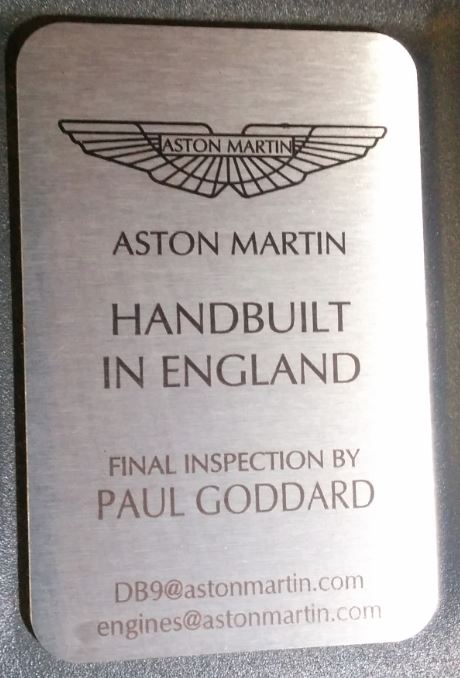 ASTON MARTIN
ASTON MARTIN
HANDBUILT
IN ENGLAND
FINAL INSPECTION BY
PAUL GODDARD
DB9@astonmartin.com
engines@astonmartin.com